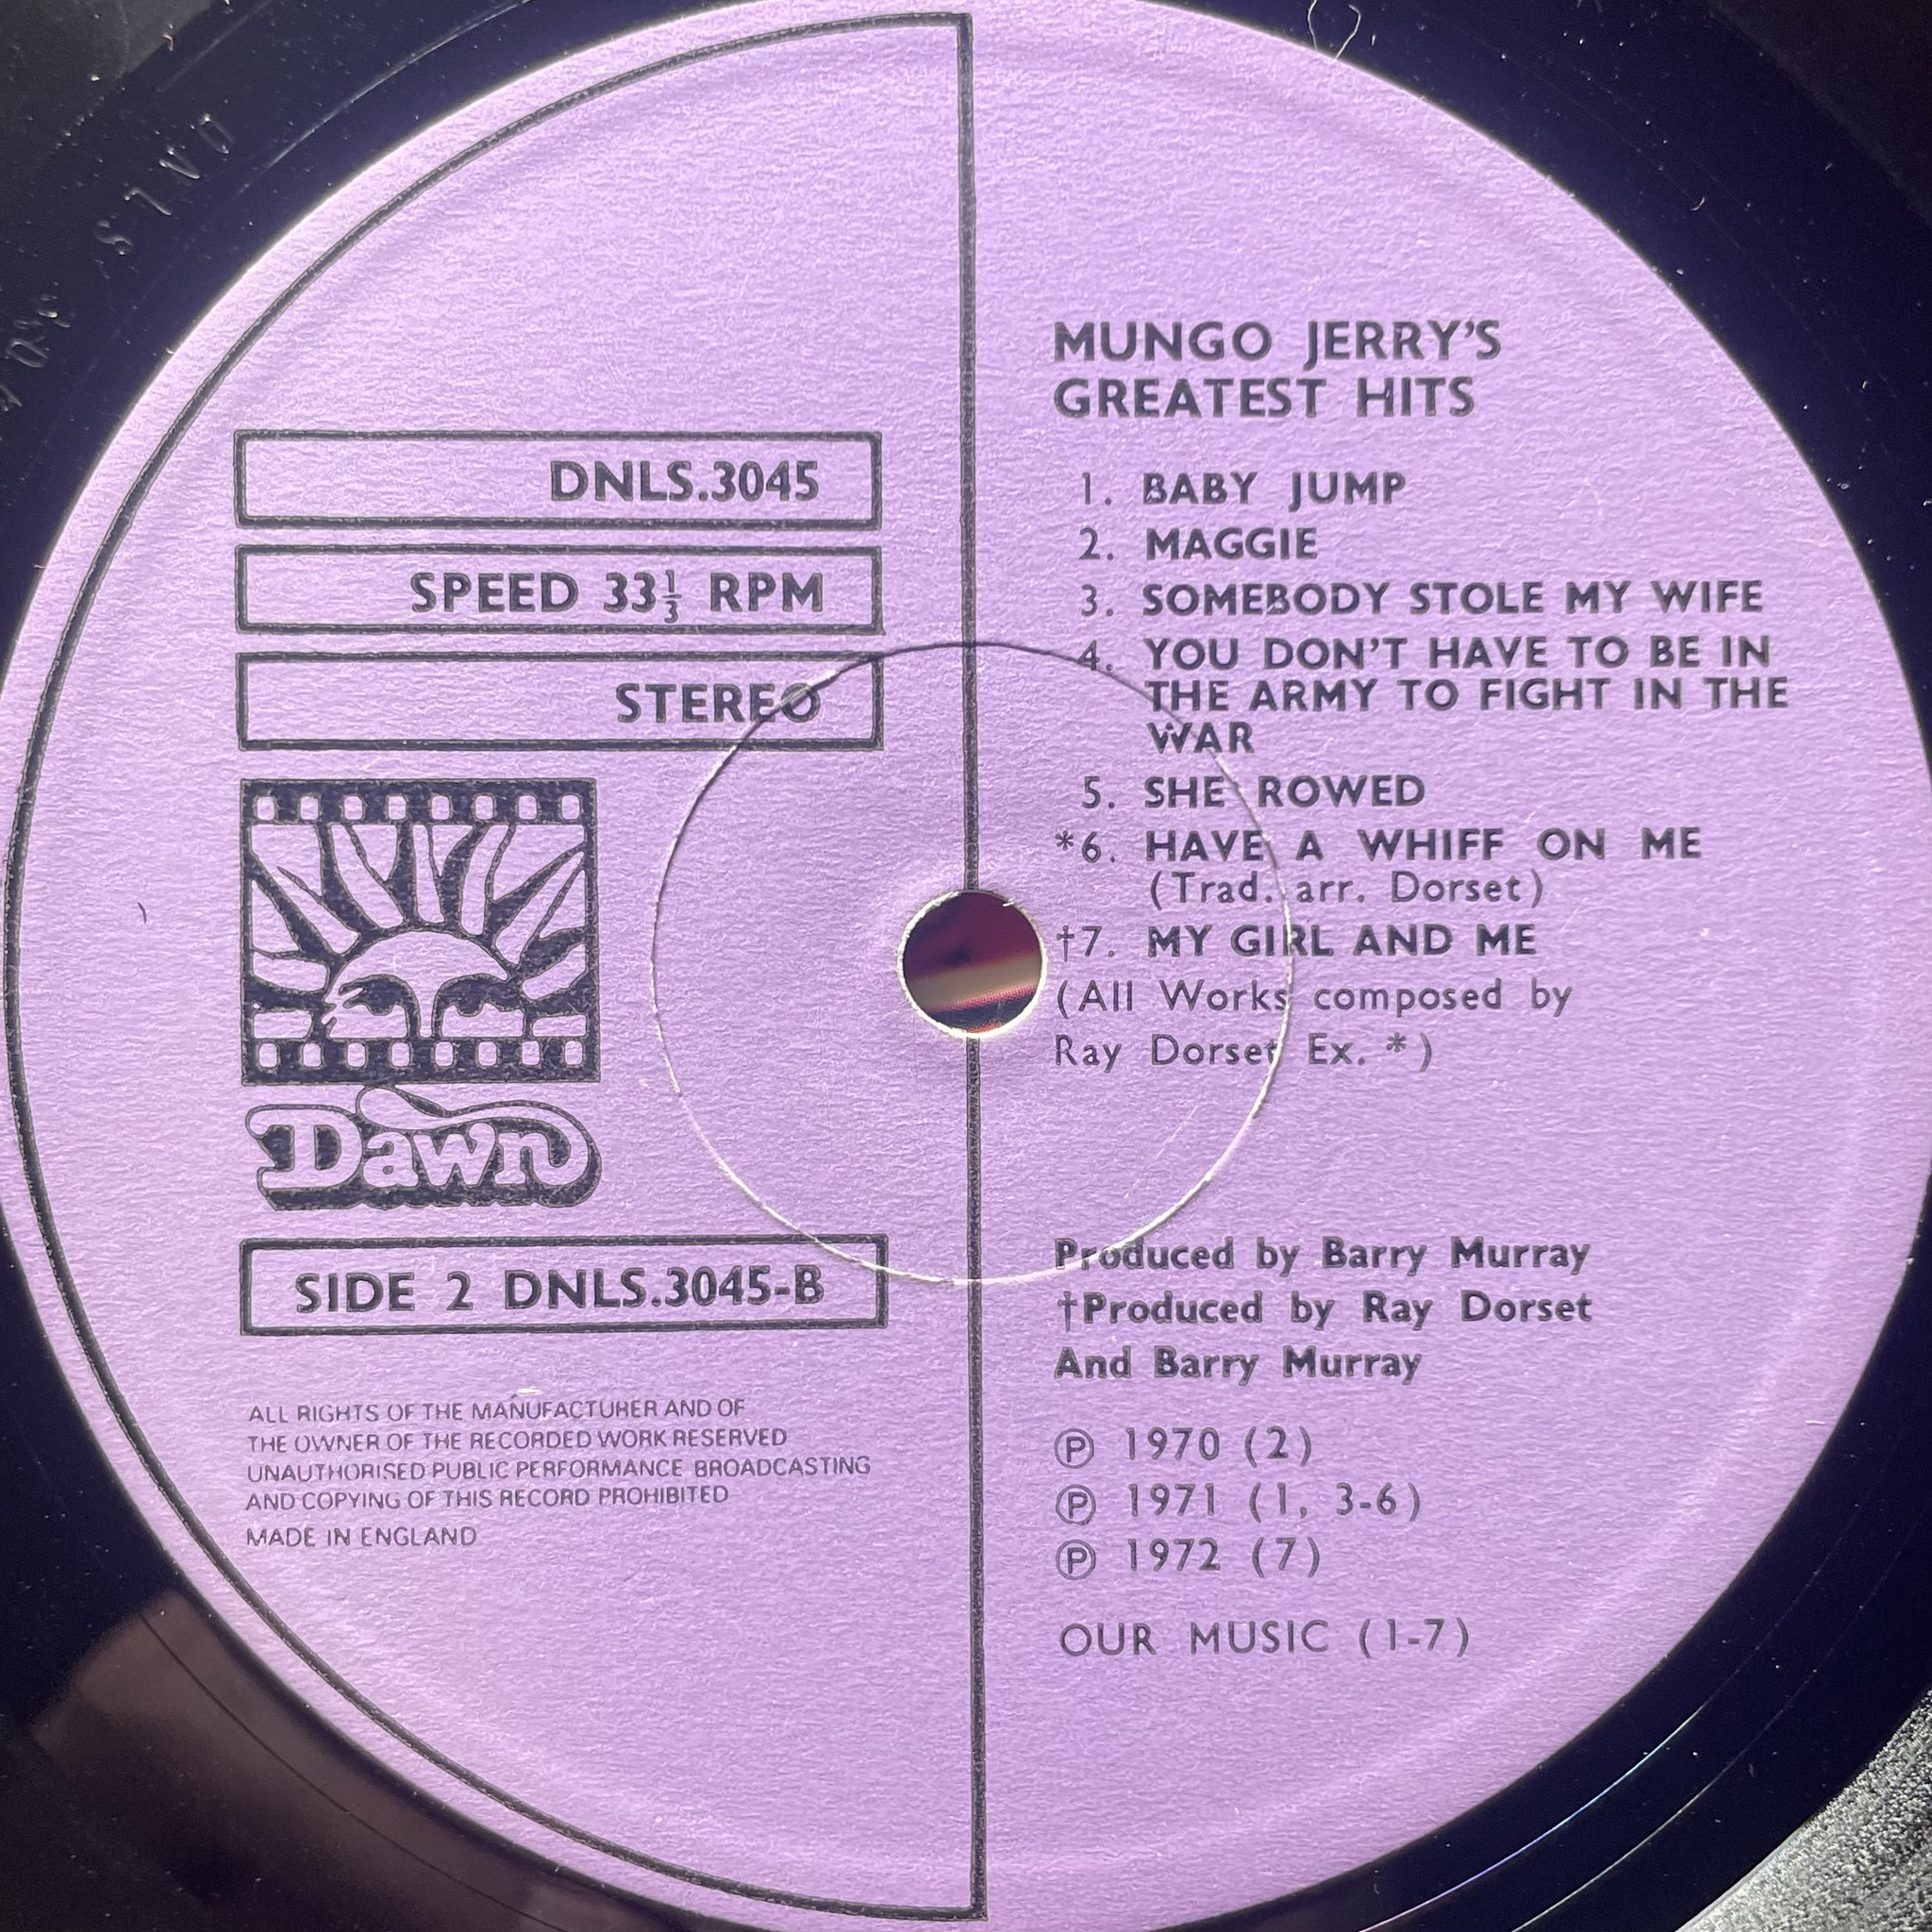 DNLS.3045
SPEED 33⅓ RPM
STEREO
Dawn
SIDE 2 DNLS.3045-B
ALL RIGHTS OF THE MANUFACTURER AND OF
THE OWNER OF THE RECORDED WORK RESERVED
UNAUTHORISED PUBLIC PERFORMANCE BROADCASTING
AND COPYING OF THIS RECORD PROHIBITED
MADE IN ENGLAND
MUNGO JERRY'S
GREATEST HITS
1. BABY JUMP
2. MAGGIE
3. SOMEBODY STOLE MY WIFE
4. YOU DON'T HAVE TO BE IN
THE ARMY TO FIGHT IN THE
WAR
5. SHE ROWED
*6. HAVE A WHIFF ON ME
(Trad. arr. Dorset)
†7. MY GIRL AND ME
(All Works composed by
Ray Dorset Ex. *)
Produced by Barry Murray
†Produced by Ray Dorset
And Barry Murray
℗ 1970 (2)
℗ 1971 (1, 3-6)
℗ 1972 (7)
OUR MUSIC (1-7)